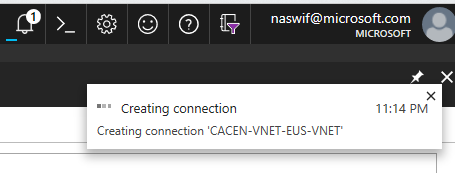 1
naswif@microsoft.com
MICROSOFT
Creating connection 11:14 PM
Creating connection 'CACEN-VNET-EUS-VNET'